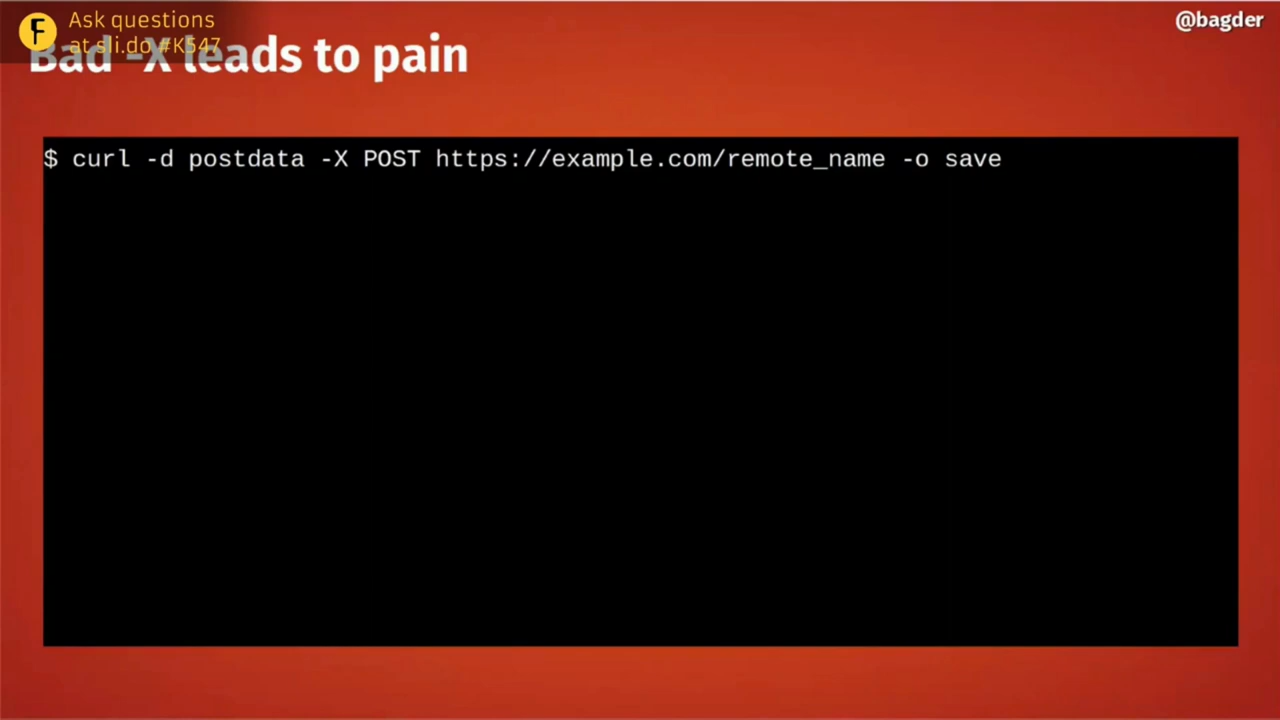 Ask questions
at sli.do #K547
@bagder
Bad -X leads to pain
$ curl -d postdata -X POST https://example.com/remote_name -o save